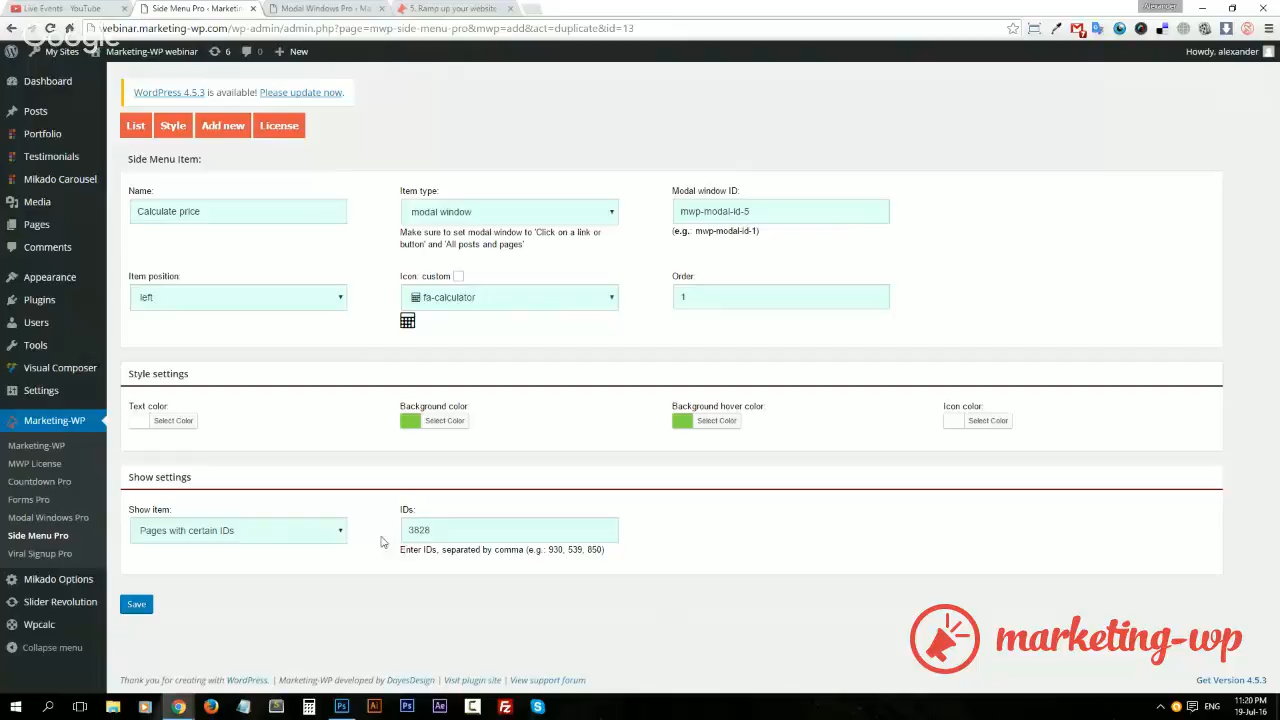 Live Events - YouTube
Side Menu Pro ‹ Marketi
Modal Windows Pro ‹ Ma
5. Ramp up your website
Alexander
webinar.marketing-wp.com/wp-admin/admin.php?page=mwp-side-menu-pro&mwp=add&act=duplicate&id=13
Google
My Sites
Marketing-WP webinar
6
0
+ New
Howdy, alexander
Dashboard
Posts
Portfolio
Testimonials
Mikado Carousel
Media
Pages
Comments
Appearance
Plugins
Users
Tools
Visual Composer
Settings
Marketing-WP
Marketing-WP
MWP License
Countdown Pro
Forms Pro
Modal Windows Pro
Side Menu Pro
Viral Signup Pro
Mikado Options
Slider Revolution
Wpcalc
Collapse menu
WordPress 4.5.3 is available! Please update now.
List
Style
Add new
License
Side Menu Item:
Name:
Calculate price
Item type:
modal window
Make sure to set modal window to 'Click on a link or
button' and 'All posts and pages'
Modal window ID:
mwp-modal-id-5
(e.g.: mwp-modal-id-1)
Item position:
left
Icon: custom
fa-calculator
Order:
1
Style settings
Text color:
Select Color
Background color:
Select Color
Background hover color:
Select Color
Icon color:
Select Color
Show settings
Show item:
Pages with certain IDs
IDs:
3828
Enter IDs, separated by comma (e.g.: 930, 539, 850)
Save
marketing-wp
Thank you for creating with WordPress. | Marketing-WP developed by DayesDesign | Visit plugin site | View support forum
Get Version 4.5.3
ENG
11:20 PM
19-Jul-16